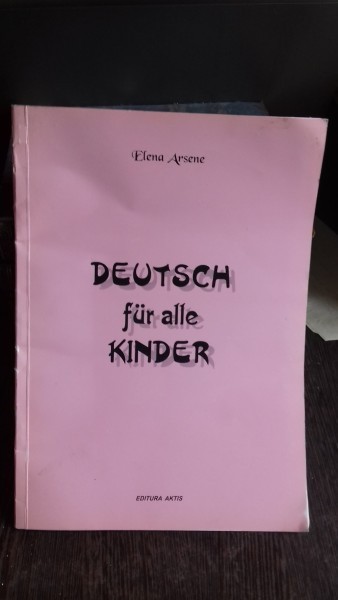 Elena Arsene
DEUTSCH
für alle
KINDER
EDITURA AKTIS